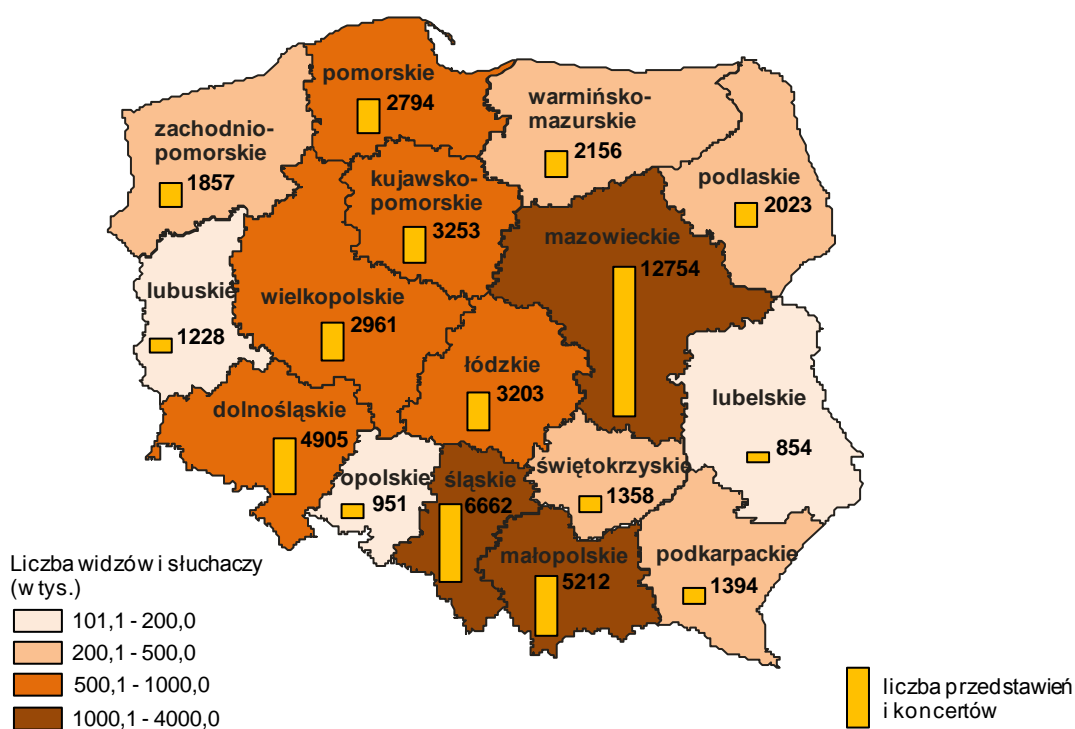 pomorskie
2794
warmińsko-
mazurskie
2156
zachodnio-
pomorskie
1857
kujawsko-
pomorskie
3253
podlaskie
2023
mazowieckie
12754
lubuskie
1228
wielkopolskie
2961
łódzkie
3203
lubelskie
854
dolnośląskie
4905
opolskie
951
śląskie
6662
świętokrzyskie
1358
małopolskie
5212
podkarpackie
1394
Liczba widzów i słuchaczy
(w tys.)
101,1 - 200,0
200,1 - 500,0
500,1 - 1000,0
1000,1 - 4000,0
liczba przedstawień
i koncertów